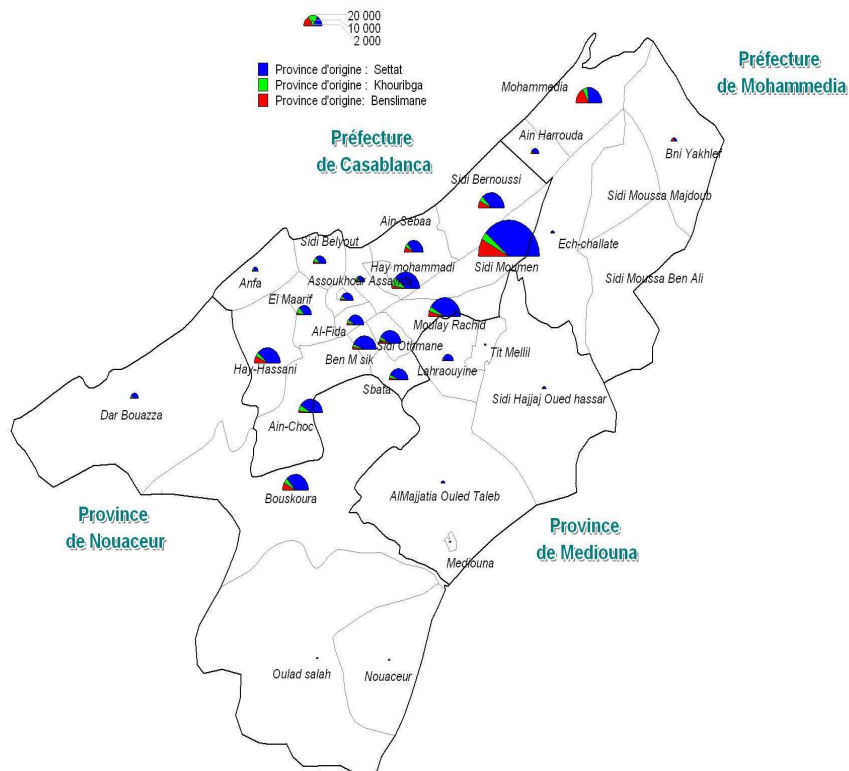 20 000
10 000
2 000
Province d'origine : Settat
Province d'origine : Khouribga
Province d'origine: Benslimane
Préfecture
de Mohammedia
Mohammedia
Ain Harrouda
Bni Yakhlef
Préfecture
de Casablanca
Sidi Bernoussi
Sidi Moussa Majdoub
Ain-Sebaa
Sidi Belyout
Ech-challate
Hay mohammadi
Sidi Moumen
Anfa
Assoukhour Assawda
Sidi Moussa Ben Ali
El Maarif
Al-Fida
Moulay Rachid
Sidi Othmane
Tit Mellil
Ben M sik
Hay-Hassani
Lahraouyine
Sbata
Sidi Hajjaj Oued hassar
Dar Bouazza
Ain-Choc
Bouskoura
AlMajjatia Ouled Taleb
Province
de Nouaceur
Province
de Mediouna
Mediouna
Oulad salah
Nouaceur